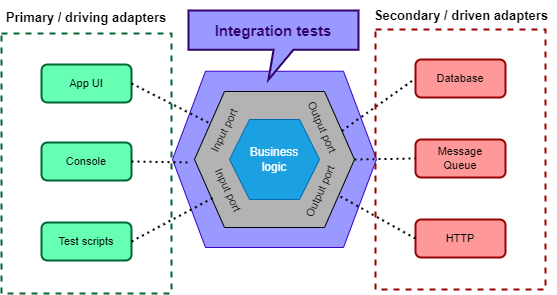 Primary / driving adapters
Integration tests
Secondary / driven adapters
App UI
Console
Test scripts
Input port
Input port
Business
logic
Output port
Output port
Database
Message
Queue
HTTP